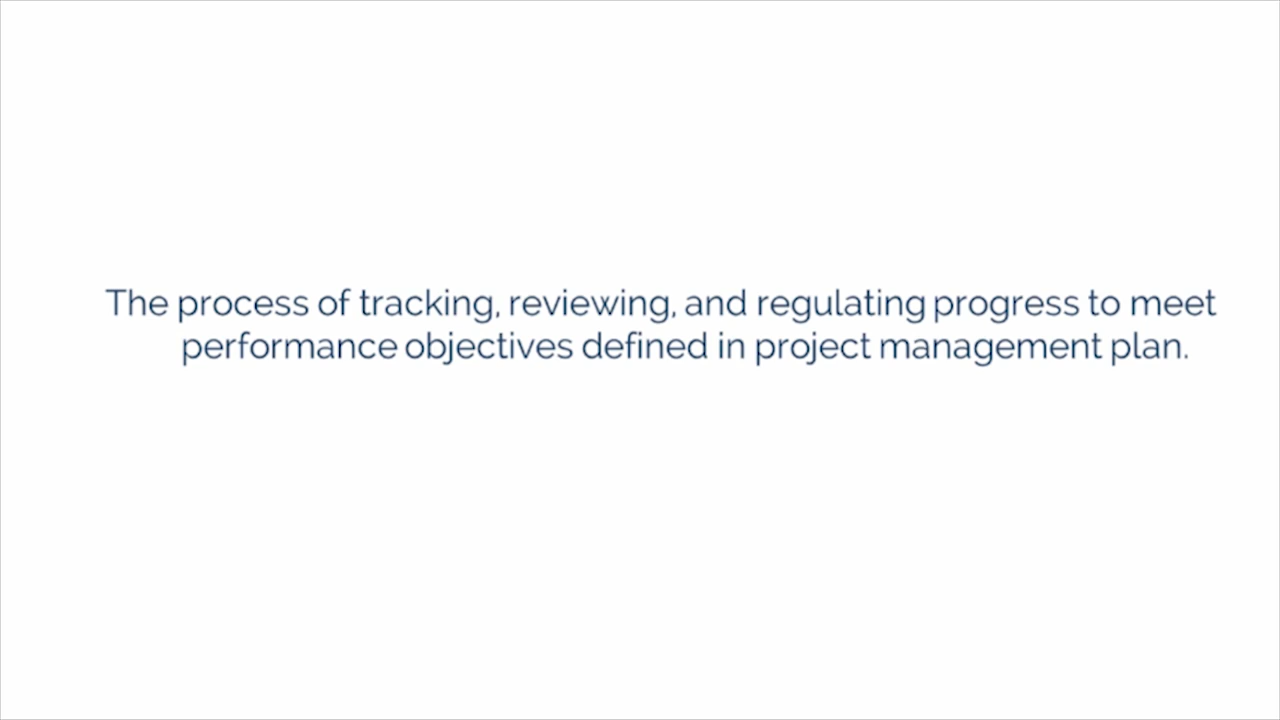 The process of tracking, reviewing, and regulating progress to meet
performance objectives defined in project management plan.